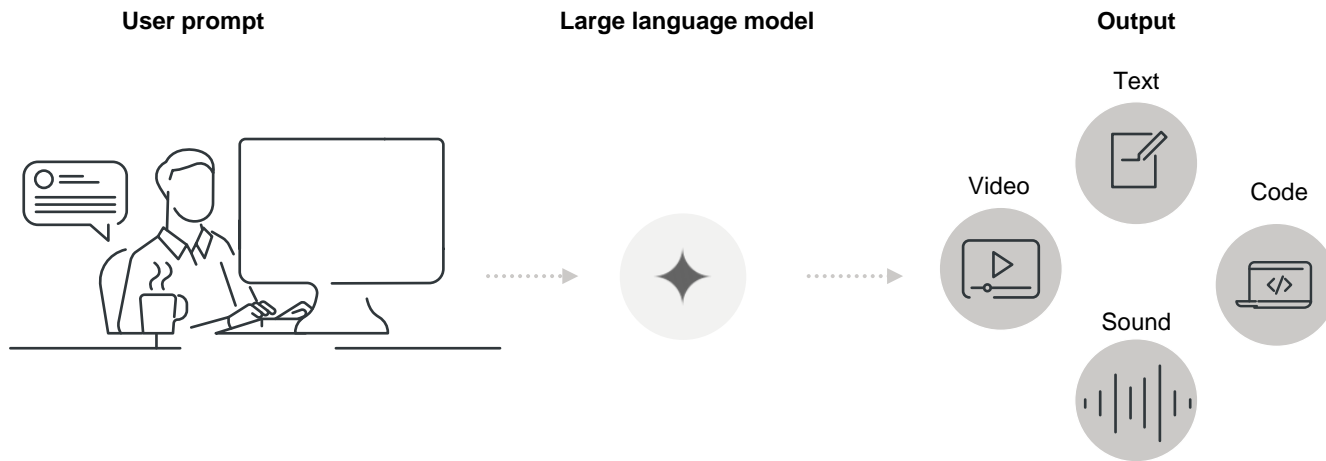 User prompt
Large language model
Output
Text
Video
Code
</>
Sound